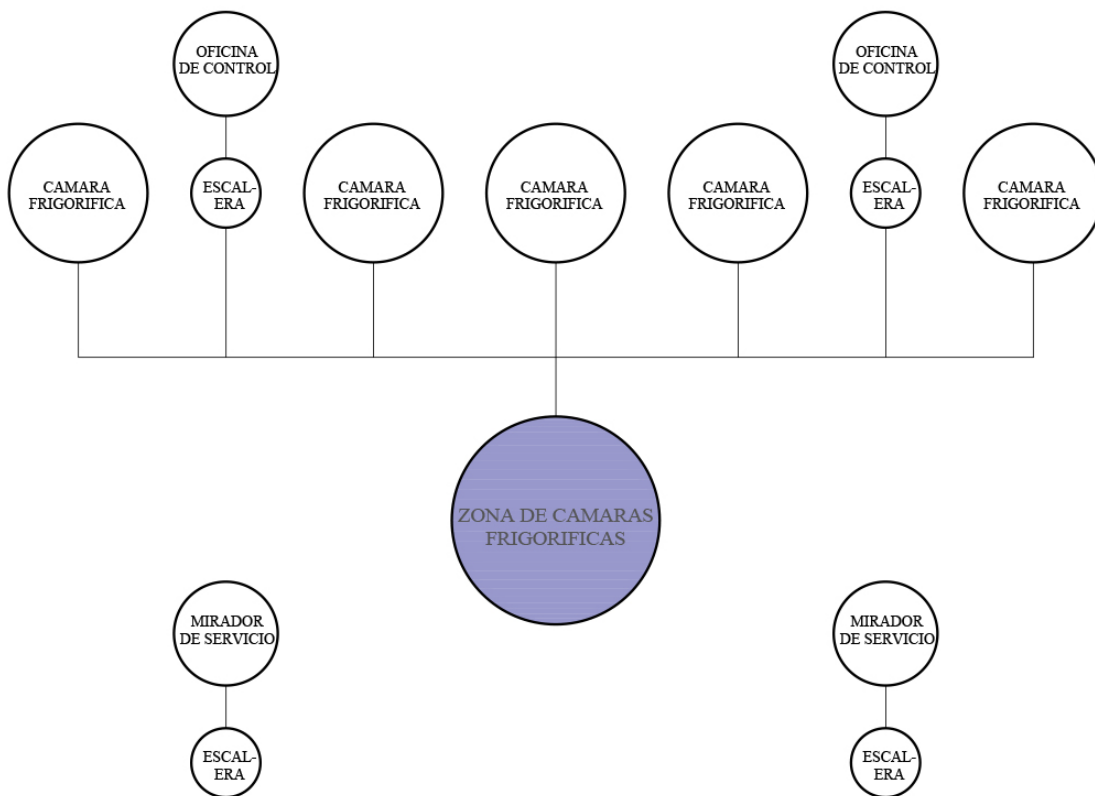 OFICINA
DE CONTROL
OFICINA
DE CONTROL
CAMARA
FRIGORIFICA
ESCAL-
ERA
CAMARA
FRIGORIFICA
CAMARA
FRIGORIFICA
CAMARA
FRIGORIFICA
ESCAL-
ERA
CAMARA
FRIGORIFICA
ZONA DE CAMARAS
FRIGORIFICAS
MIRADOR
DE SERVICIO
MIRADOR
DE SERVICIO
ESCAL-
ERA
ESCAL-
ERA